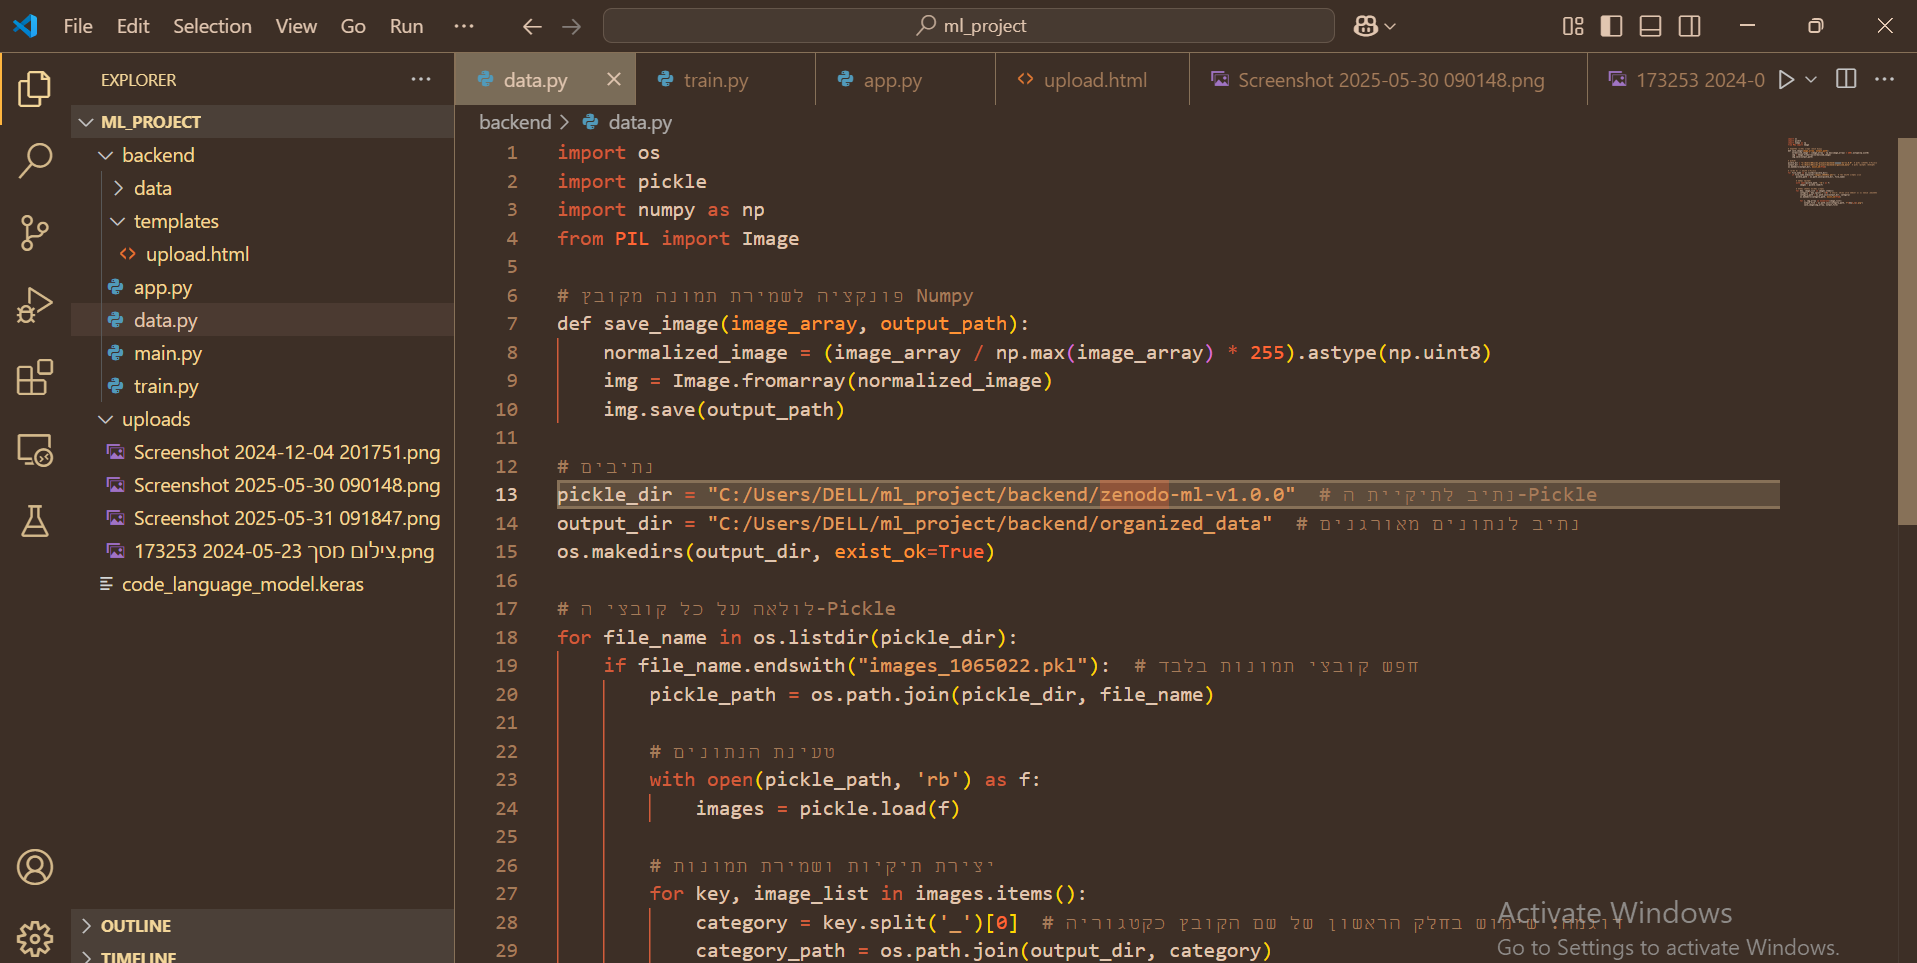 File Edit Selection View Go Run ··· ml_project
EXPLORER
ML_PROJECT
backend
data
templates
upload.html
app.py
data.py
main.py
train.py
uploads
Screenshot 2024-12-04 201751.png
Screenshot 2025-05-30 090148.png
Screenshot 2025-05-31 091847.png
צילום מסך 2024-05-23 173253.png
code_language_model.keras
OUTLINE
TIMELINE
data.py train.py app.py upload.html Screenshot 2025-05-30 090148.png 173253 2024-0
backend > data.py
1 import os
2 import pickle
3 import numpy as np
4 from PIL import Image
5
6 # פונקציה לשמירת תמונה מקובץ Numpy
7 def save_image(image_array, output_path):
8 normalized_image = (image_array / np.max(image_array) * 255).astype(np.uint8)
9 img = Image.fromarray(normalized_image)
10 img.save(output_path)
11
12 # נתיבים
13 pickle_dir = "C:/Users/DELL/ml_project/backend/zenodo-ml-v1.0.0" # נתיב לתיקיית ה-Pickle
14 output_dir = "C:/Users/DELL/ml_project/backend/organized_data" # נתיב לנתונים מאורגנים
15 os.makedirs(output_dir, exist_ok=True)
16
17 # לולאה על כל קובצי ה-Pickle
18 for file_name in os.listdir(pickle_dir):
19 if file_name.endswith("images_1065022.pkl"): # חפש קובצי תמונות בלבד
20 pickle_path = os.path.join(pickle_dir, file_name)
21
22 # טעינת הנתונים
23 with open(pickle_path, 'rb') as f:
24 images = pickle.load(f)
25
26 # יצירת תיקיות ושמירת תמונות
27 for key, image_list in images.items():
28 category = key.split('_')[0] # דוגמה: שימוש בחלק הראשון של שם הקובץ כקטגוריה
29 category_path = os.path.join(output_dir, category)
Activate Windows
Go to Settings to activate Windows.